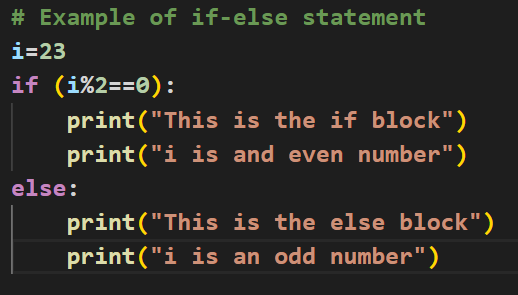 # Example of if-else statement
i=23
if (i%2==0):
    print("This is the if block")
    print("i is and even number")
else:
    print("This is the else block")
    print("i is an odd number")